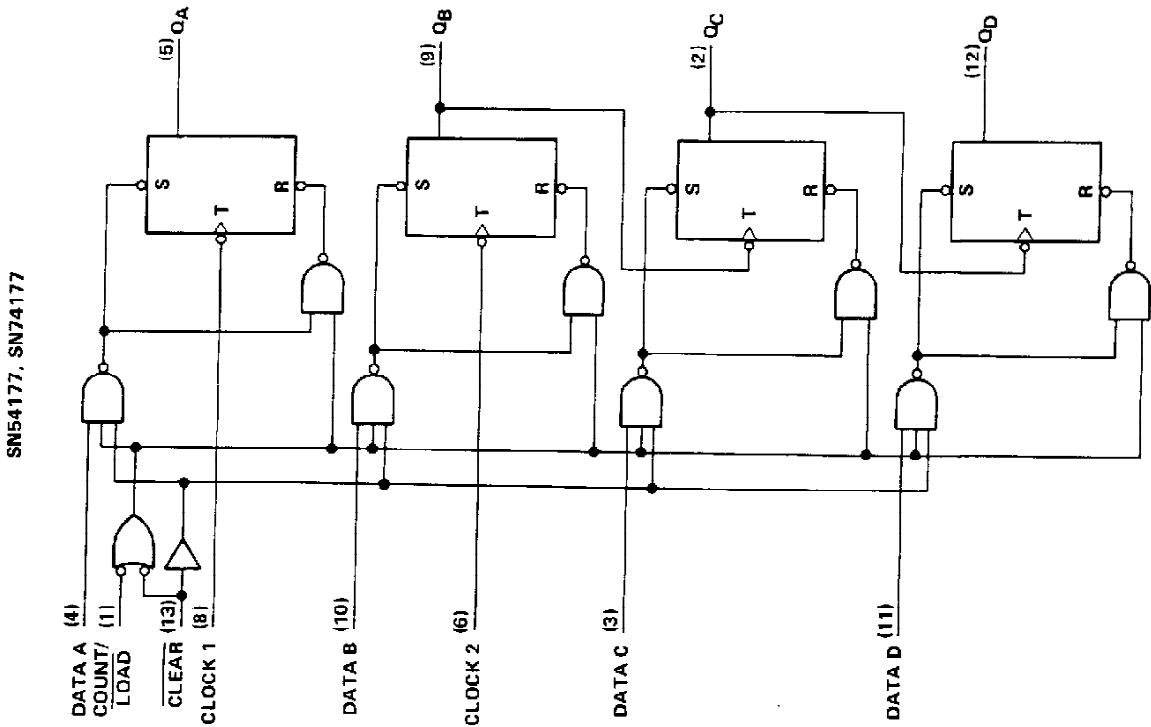 SN54177, SN74177
DATA A (4)
COUNT/
LOAD (1)
CLEAR (13)
CLOCK 1 (8)
DATA B (10)
CLOCK 2 (6)
DATA C (3)
DATA D (11)
S
T
R
(5) QA
S
T
R
(9) QB
S
T
R
(2) QC
S
T
R
(12) QD